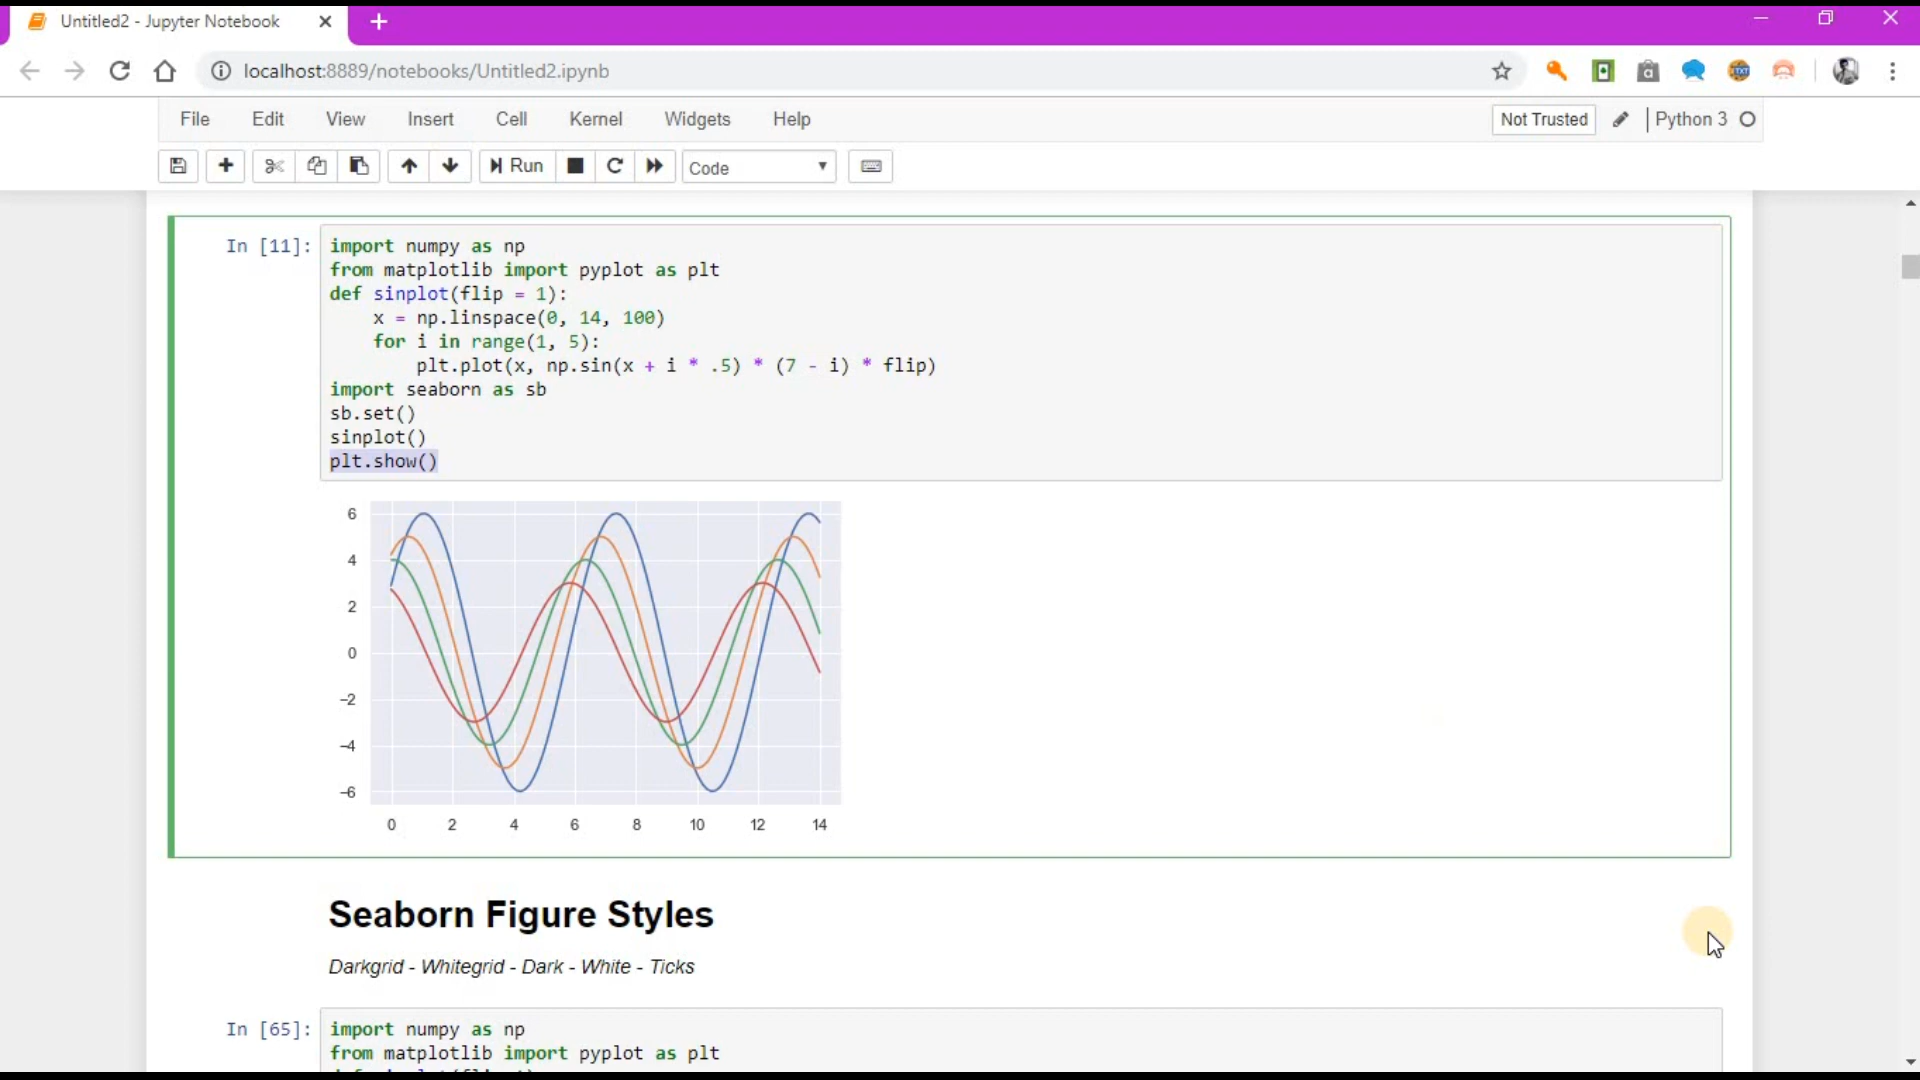 Untitled2 - Jupyter Notebook
localhost:8889/notebooks/Untitled2.ipynb
File Edit View Insert Cell Kernel Widgets Help Not Trusted Python 3
Run Code
In [11]: import numpy as np
from matplotlib import pyplot as plt
def sinplot(flip = 1):
    x = np.linspace(0, 14, 100)
    for i in range(1, 5):
        plt.plot(x, np.sin(x + i * .5) * (7 - i) * flip)
import seaborn as sb
sb.set()
sinplot()
plt.show()
6
4
2
0
−2
−4
−6
0 2 4 6 8 10 12 14
Seaborn Figure Styles
Darkgrid - Whitegrid - Dark - White - Ticks
In [65]: import numpy as np
from matplotlib import pyplot as plt